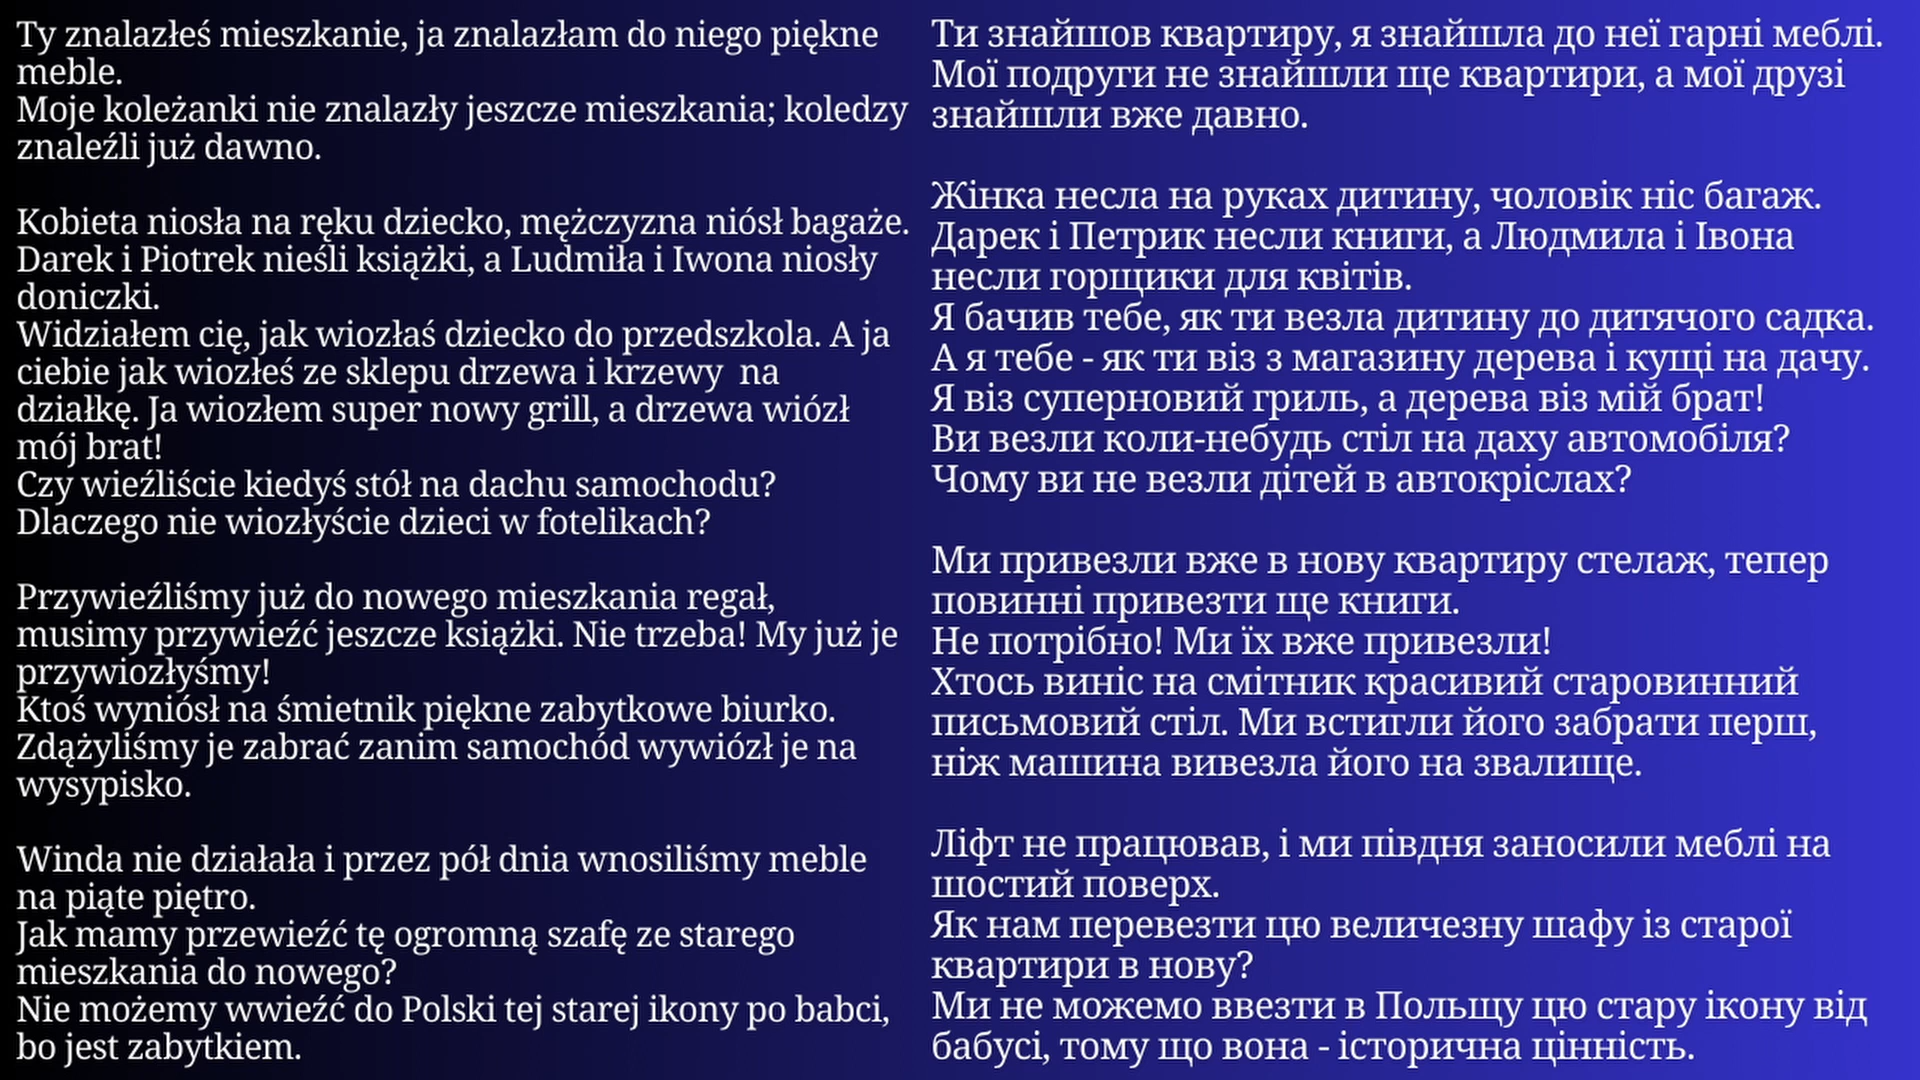 Ty znalazłeś mieszkanie, ja znalazłam do niego piękne
meble.
Moje koleżanki nie znalazły jeszcze mieszkania; koledzy
znaleźli już dawno.
Kobieta niosła na ręku dziecko, mężczyzna niósł bagaże.
Darek i Piotrek nieśli książki, a Ludmiła i Iwona niosły
doniczki.
Widziałem cię, jak wiozłaś dziecko do przedszkola. A ja
ciebie jak wiozłeś ze sklepu drzewa i krzewy  na
działkę. Ja wiozłem super nowy grill, a drzewa wiózł
mój brat!
Czy wieźliście kiedyś stół na dachu samochodu?
Dlaczego nie wiozłyście dzieci w fotelikach?
Przywieźliśmy już do nowego mieszkania regał,
musimy przywieźć jeszcze książki. Nie trzeba! My już je
przywiozłyśmy!
Ktoś wyniósł na śmietnik piękne zabytkowe biurko.
Zdążyliśmy je zabrać zanim samochód wywiózł je na
wysypisko.
Winda nie działała i przez pół dnia wnosiliśmy meble
na piąte piętro.
Jak mamy przewieźć tę ogromną szafę ze starego
mieszkania do nowego?
Nie możemy wwieźć do Polski tej starej ikony po babci,
bo jest zabytkiem.
Ти знайшов квартиру, я знайшла до неї гарні меблі.
Мої подруги не знайшли ще квартири, а мої друзі
знайшли вже давно.
Жінка несла на руках дитину, чоловік ніс багаж.
Дарек і Петрик несли книги, а Людмила і Івона
несли горщики для квітів.
Я бачив тебе, як ти везла дитину до дитячого садка.
А я тебе - як ти віз з магазину дерева і кущі на дачу.
Я віз суперновий гриль, а дерева віз мій брат!
Ви везли коли-небудь стіл на даху автомобіля?
Чому ви не везли дітей в автокріслах?
Ми привезли вже в нову квартиру стелаж, тепер
повинні привезти ще книги.
Не потрібно! Ми їх вже привезли!
Хтось виніс на смітник красивий старовинний
письмовий стіл. Ми встигли його забрати перш,
ніж машина вивезла його на звалище.
Ліфт не працював, і ми півдня заносили меблі на
шостий поверх.
Як нам перевезти цю величезну шафу із старої
квартири в нову?
Ми не можемо ввезти в Польщу цю стару ікону від
бабусі, тому що вона - історична цінність.